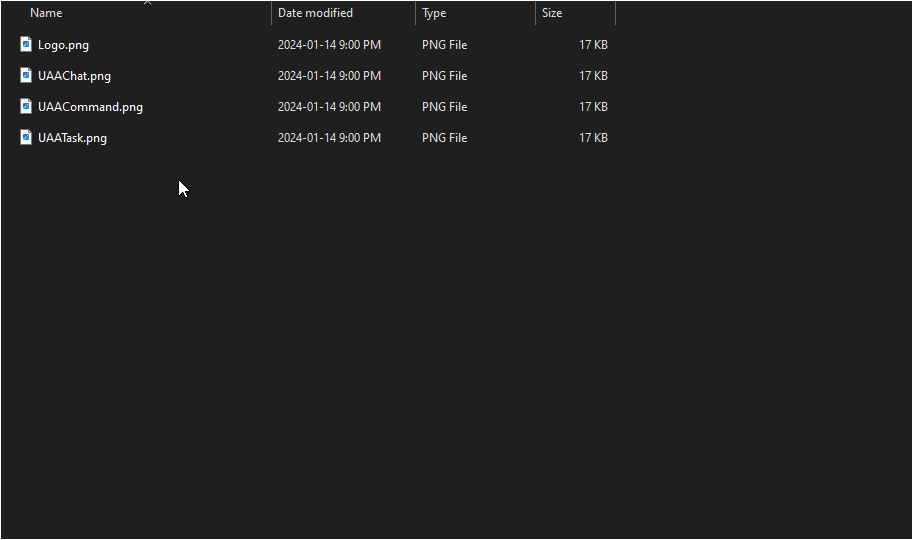 Name Date modified Type Size
Logo.png 2024-01-14 9:00 PM PNG File 17 KB
UAAChat.png 2024-01-14 9:00 PM PNG File 17 KB
UAACommand.png 2024-01-14 9:00 PM PNG File 17 KB
UAATask.png 2024-01-14 9:00 PM PNG File 17 KB